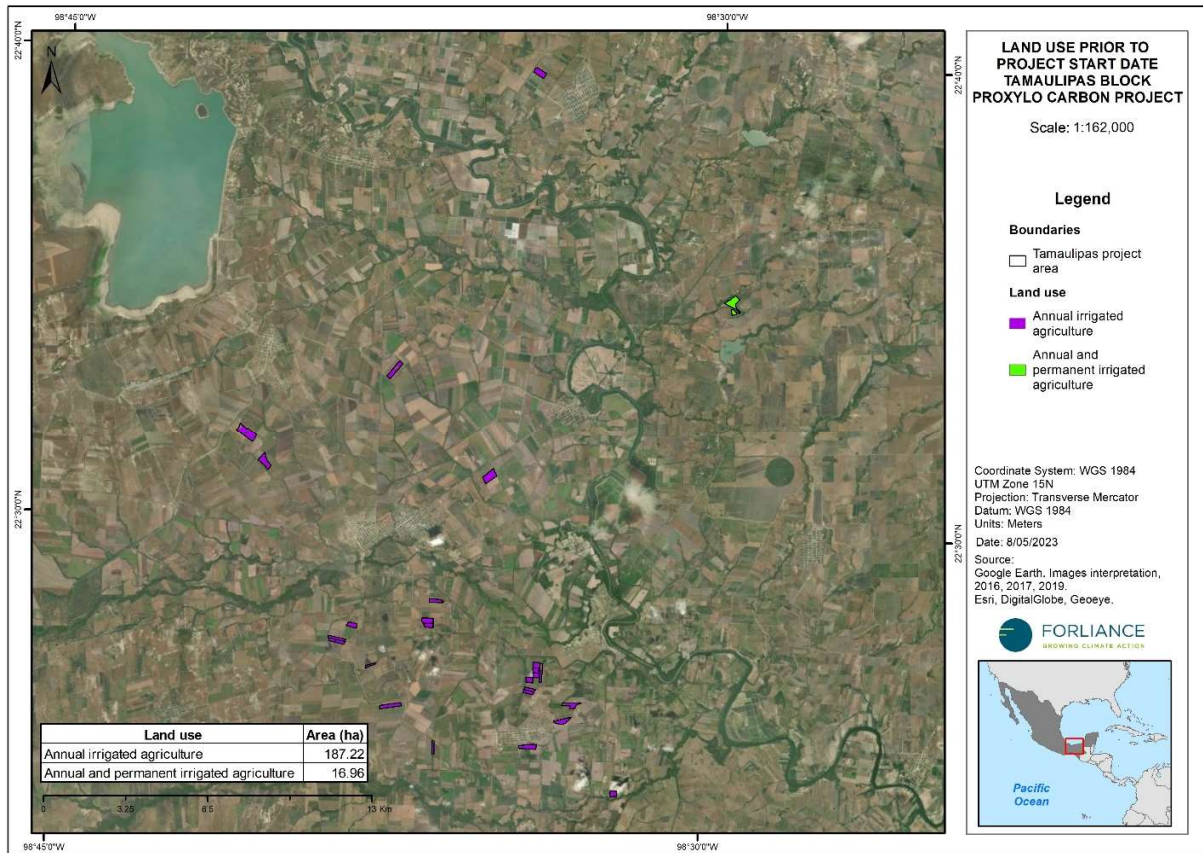 98°45'0"W
98°30'0"W
22°40'0"N
22°40'0"N
N
22°30'0"N
22°30'0"N
Land use Area (ha)
Annual irrigated agriculture 187.22
Annual and permanent irrigated agriculture 16.96
0 3.25 6.5 13 Km
98°45'0"W
98°30'0"W
LAND USE PRIOR TO
PROJECT START DATE
TAMAULIPAS BLOCK
PROXYLO CARBON PROJECT
Scale: 1:162,000
Legend
Boundaries
Tamaulipas project
area
Land use
Annual irrigated
agriculture
Annual and
permanent irrigated
agriculture
Coordinate System: WGS 1984
UTM Zone 15N
Projection: Transverse Mercator
Datum: WGS 1984
Units: Meters
Date: 8/05/2023
Source:
Google Earth. Images interpretation,
2016, 2017, 2019.
Esri, DigitalGlobe, Geoeye.
FORLIANCE
GROWING CLIMATE ACTION
Pacific
Ocean